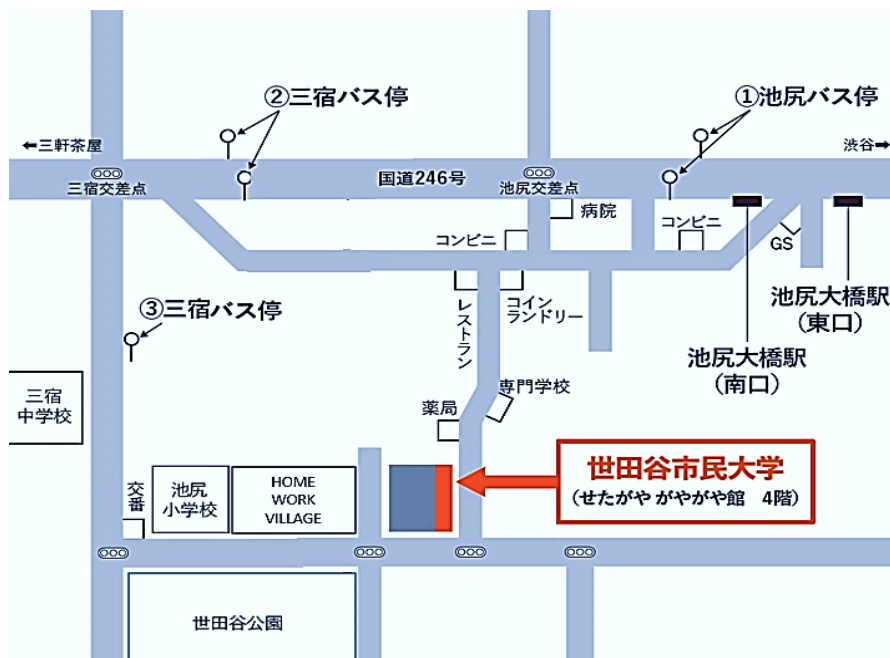 ②三宿バス停
①池尻バス停
←三軒茶屋
渋谷→
国道246号
三宿交差点
池尻交差点
病院
コンビニ
コンビニ
GS
池尻大橋駅
(東口)
③三宿バス停
レストラン
コイン
ランドリー
池尻大橋駅
(南口)
三宿
中学校
専門学校
薬局
世田谷市民大学
(せたがや がやがや館 4階)
交番
池尻
小学校
HOME
WORK
VILLAGE
世田谷公園